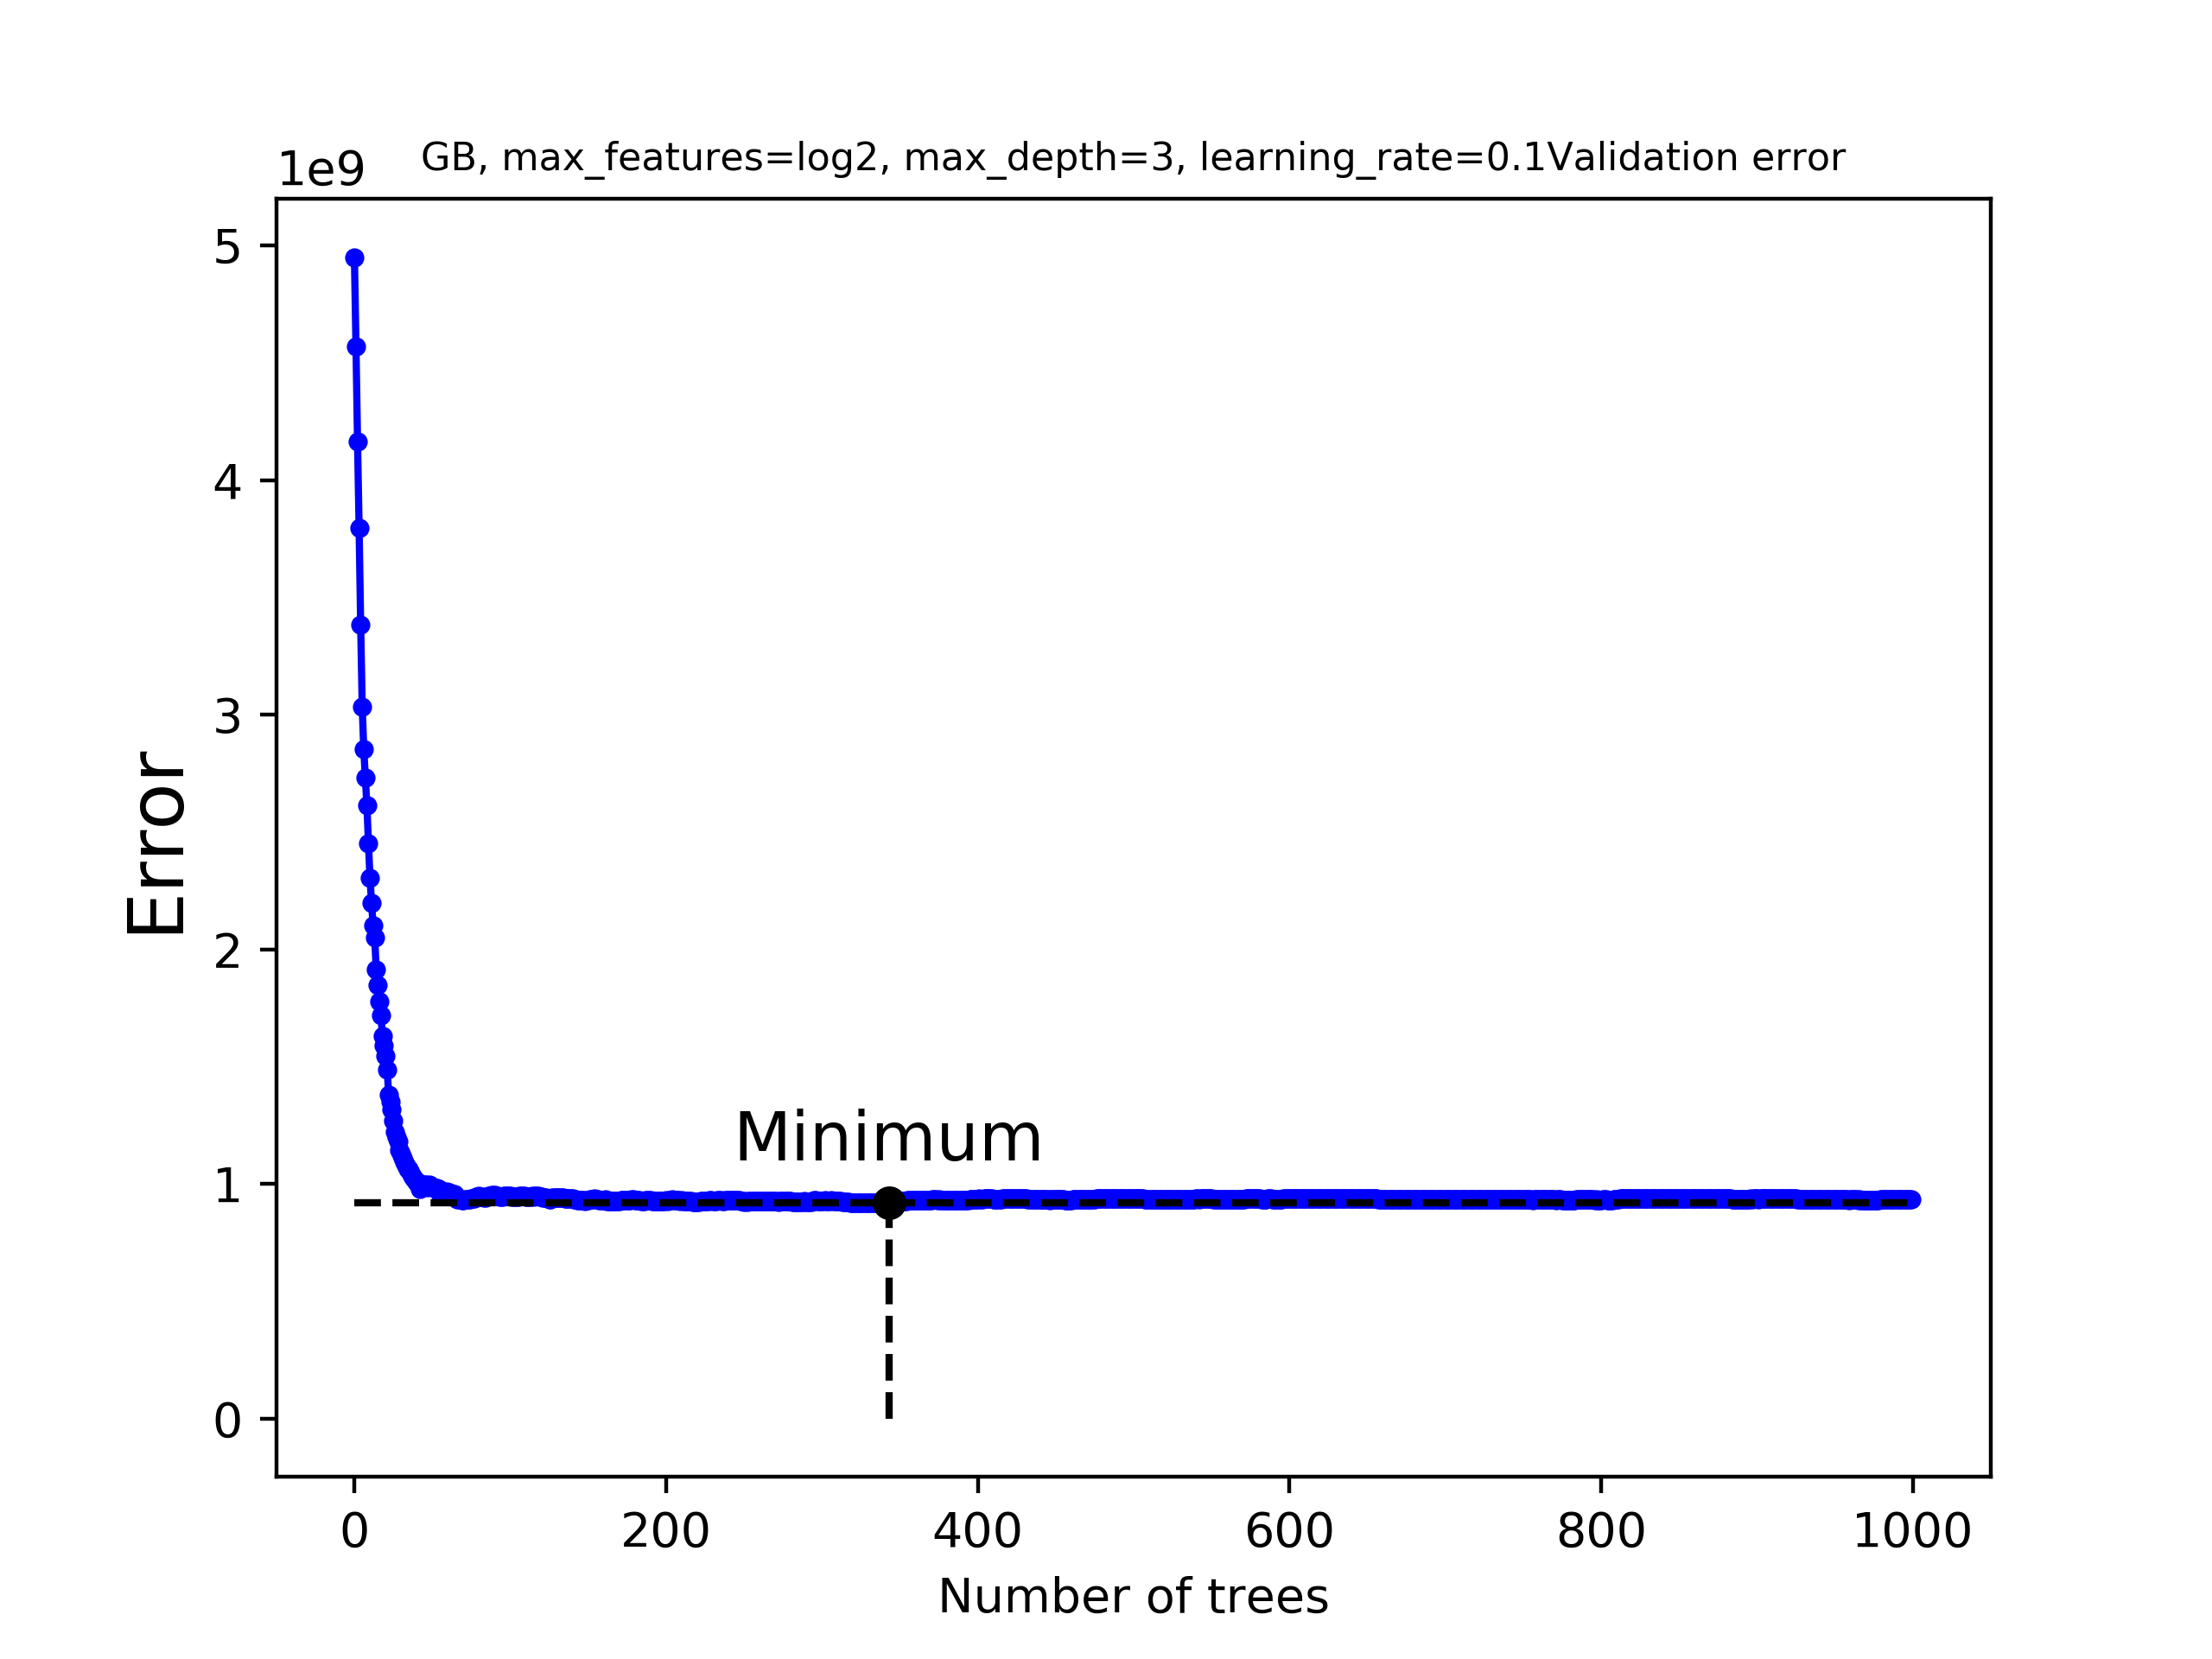 GB, max_features=log2, max_depth=3, learning_rate=0.1Validation error
1e9
5
4
3
2
1
0
Error
Minimum
0 200 400 600 800 1000
Number of trees